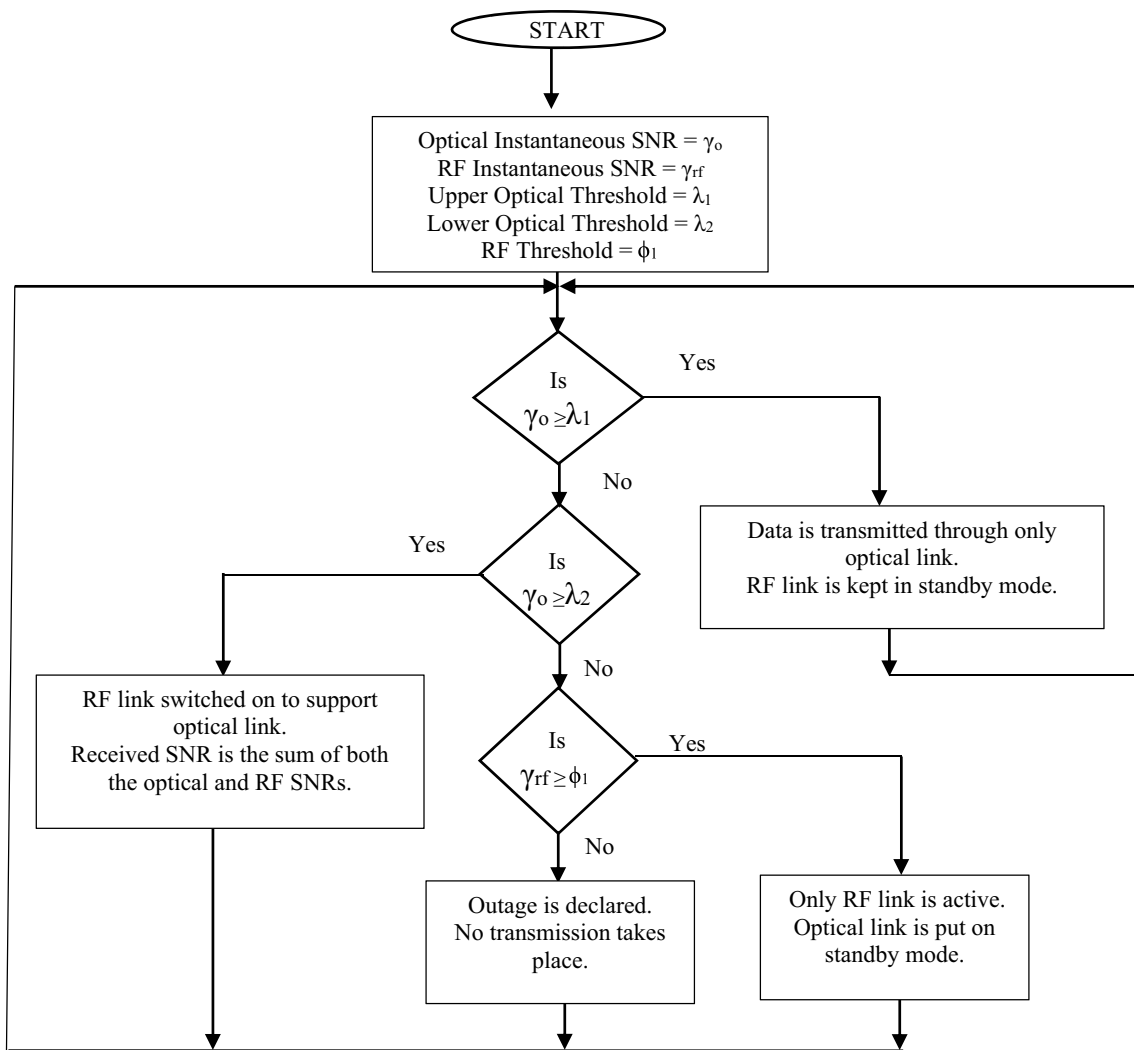 START
Optical Instantaneous SNR = γo
RF Instantaneous SNR = γrf
Upper Optical Threshold = λ1
Lower Optical Threshold = λ2
RF Threshold = ϕ1
Is
γo ≥λ1
Yes
No
Data is transmitted through only
optical link.
RF link is kept in standby mode.
Is
γo ≥λ2
Yes
No
RF link switched on to support
optical link.
Received SNR is the sum of both
the optical and RF SNRs.
Is
γrf ≥ϕ1
Yes
No
Outage is declared.
No transmission takes
place.
Only RF link is active.
Optical link is put on
standby mode.